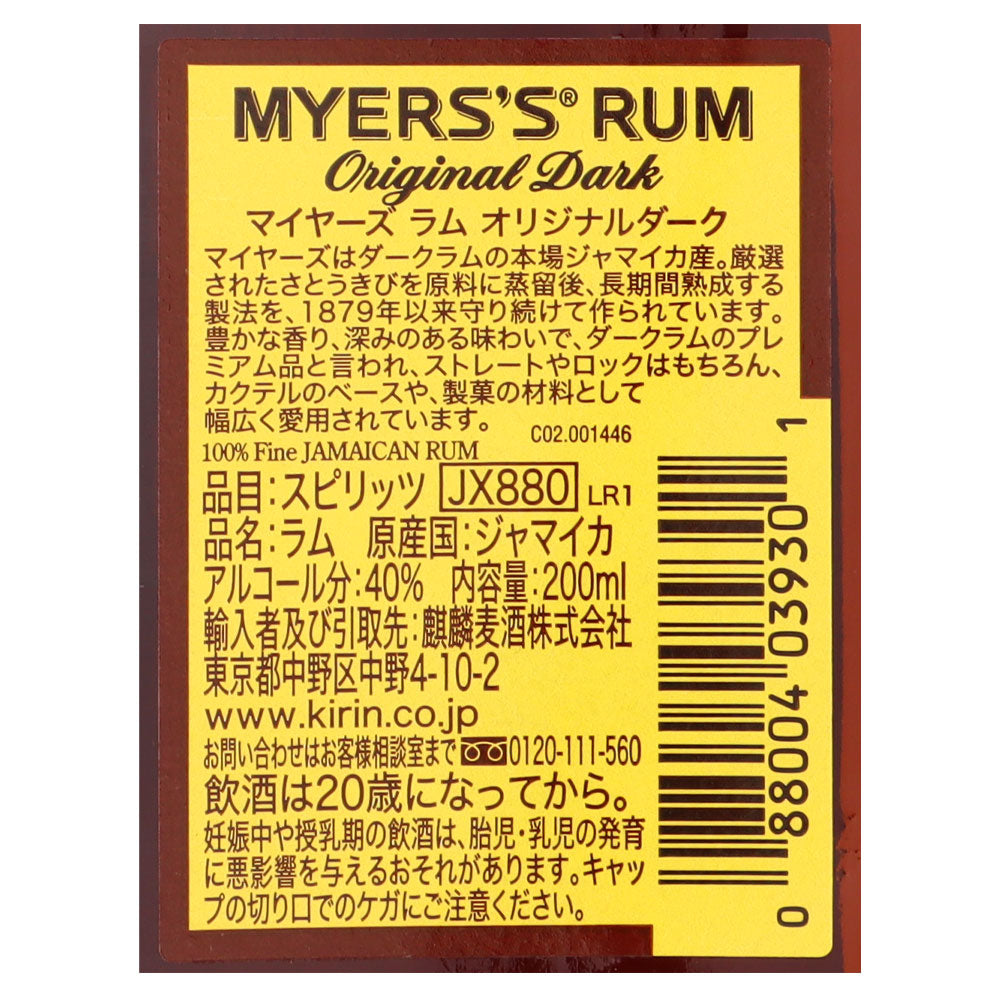 MYERS'S® RUM
Original Dark
マイヤーズ ラム オリジナルダーク
マイヤーズはダークラムの本場ジャマイカ産。厳選
されたさとうきびを原料に蒸留後、長期間熟成する
製法を、1879年以来守り続けて作られています。
豊かな香り、深みのある味わいで、ダークラムのプレ
ミアム品と言われ、ストレートやロックはもちろん、
カクテルのベースや、製菓の材料として
幅広く愛用されています。
C02.001446
100% Fine JAMAICAN RUM
品目:スピリッツ JX880 LR1
品名:ラム 原産国:ジャマイカ
アルコール分:40% 内容量:200ml
輸入者及び引取先:麒麟麦酒株式会社
東京都中野区中野4-10-2
www.kirin.co.jp
お問い合わせはお客様相談室まで 0120-111-560
飲酒は20歳になってから。
妊娠中や授乳期の飲酒は、胎児・乳児の発育
に悪影響を与えるおそれがあります。キャッ
プの切り口でのケガにご注意ください。
0 88004 03930 1